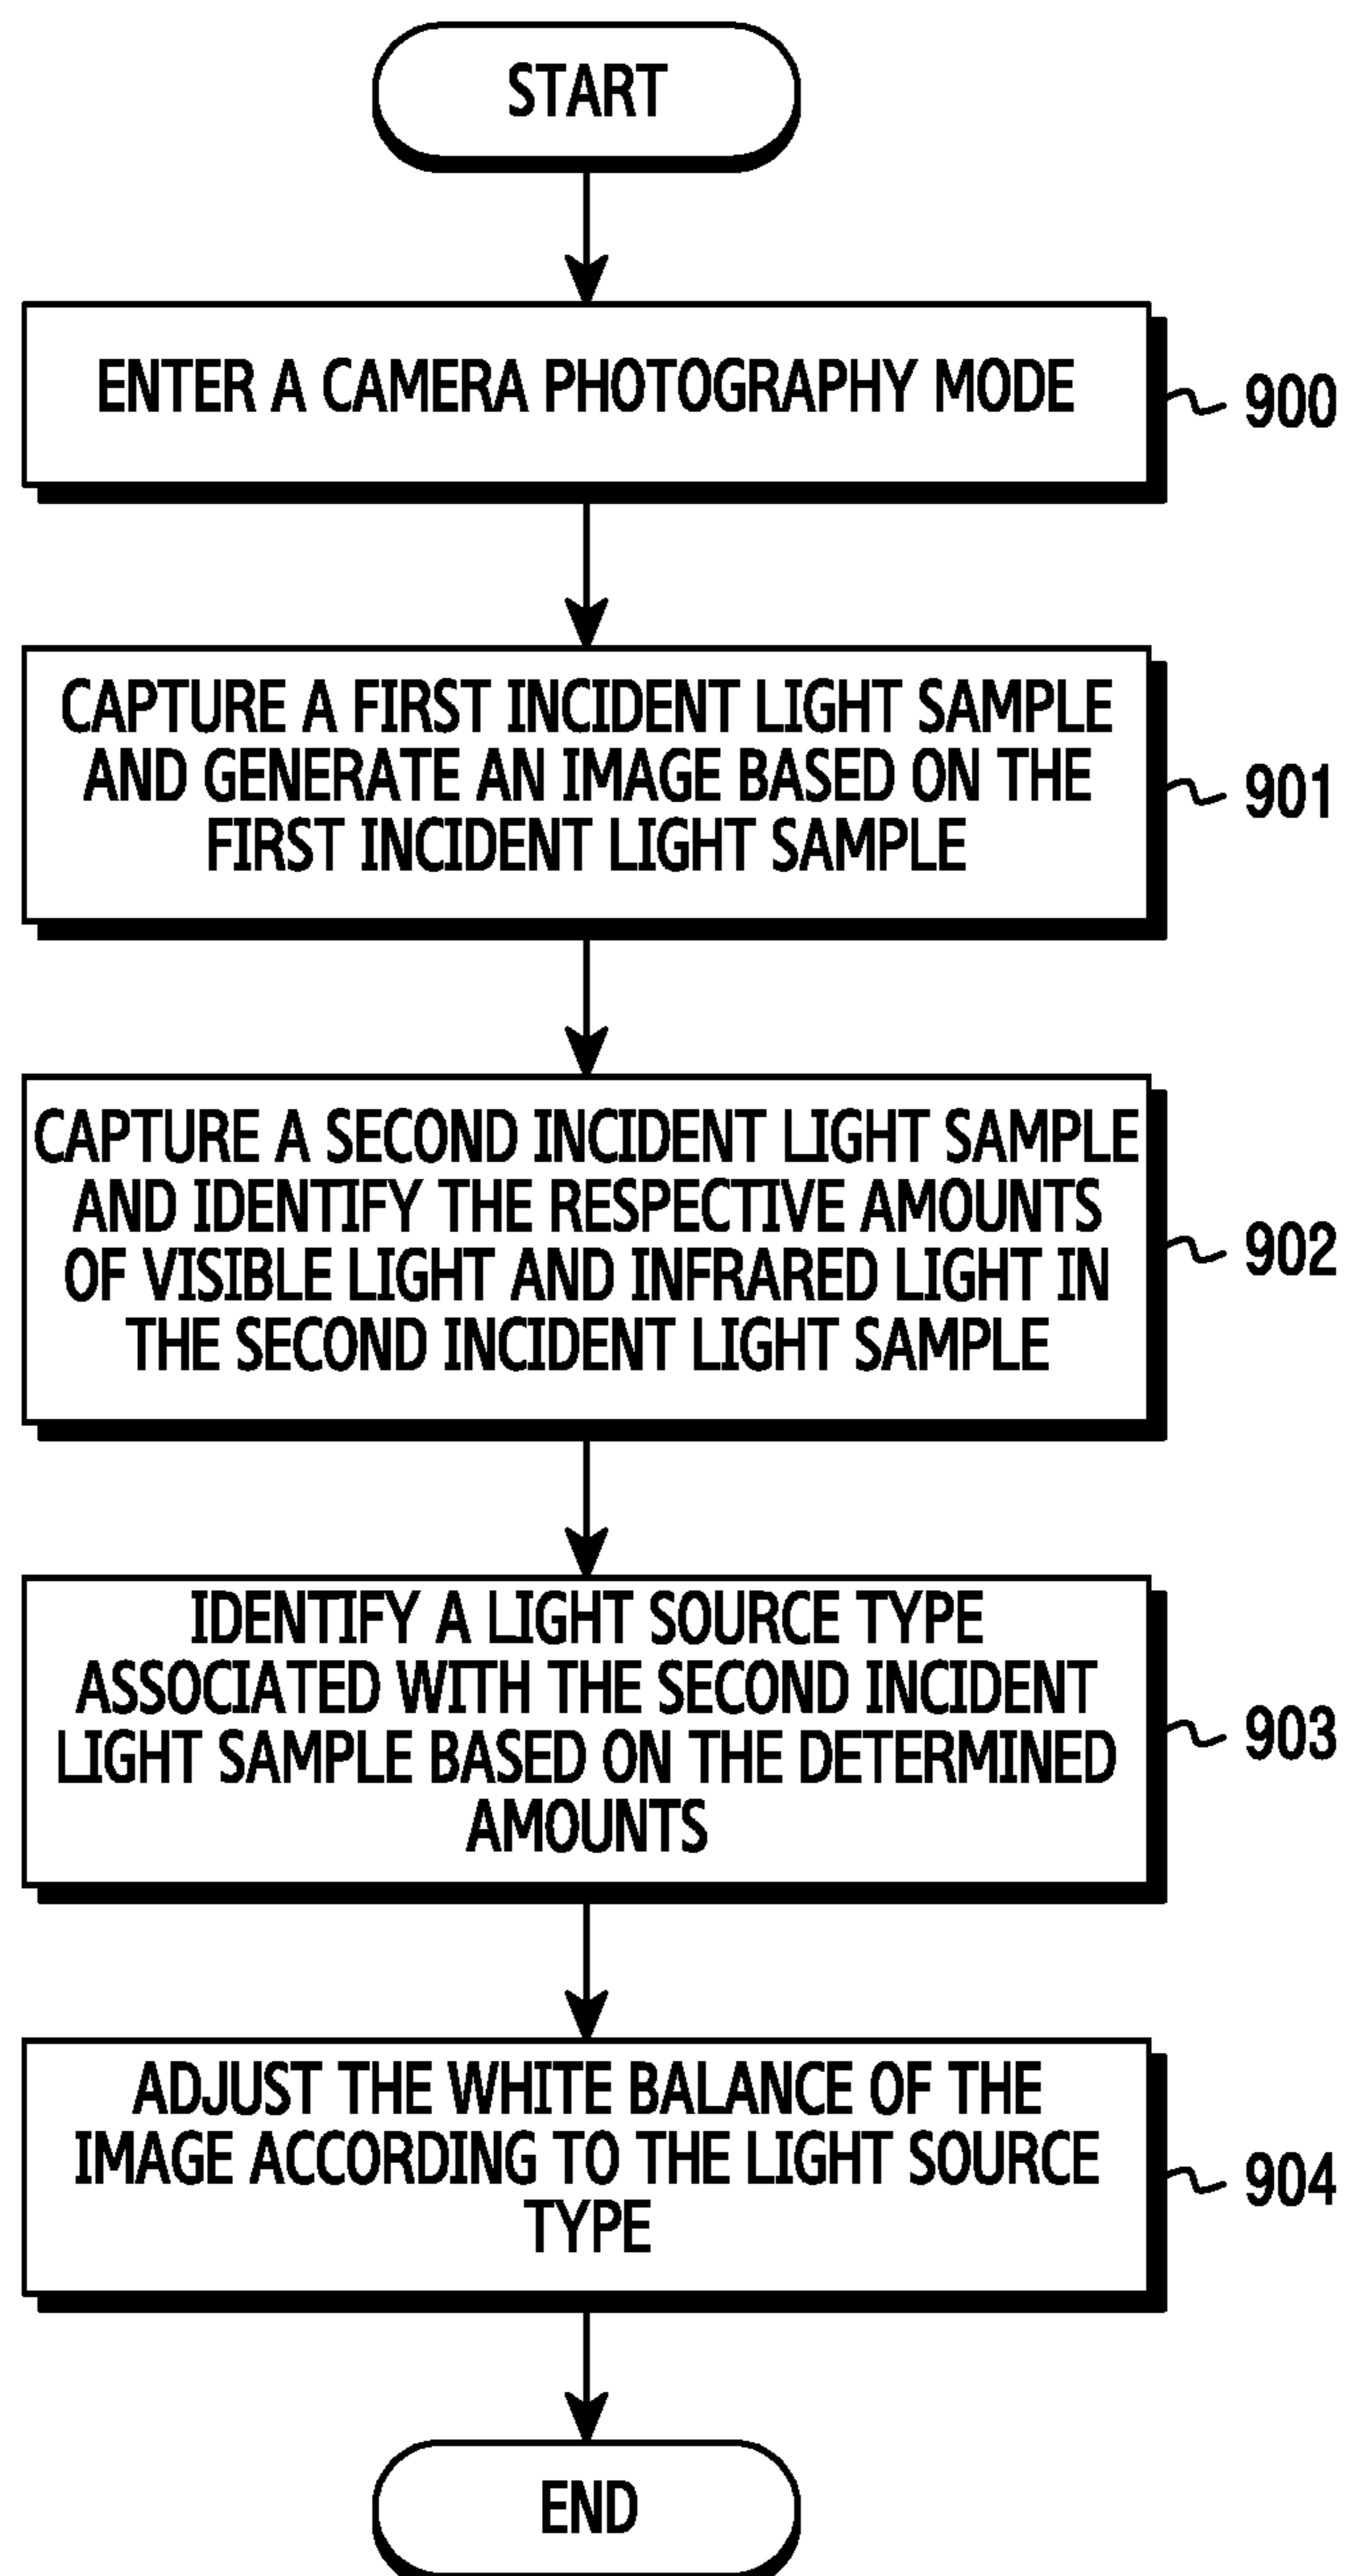 START
ENTER A CAMERA PHOTOGRAPHY MODE
900
CAPTURE A FIRST INCIDENT LIGHT SAMPLE
AND GENERATE AN IMAGE BASED ON THE
FIRST INCIDENT LIGHT SAMPLE
901
CAPTURE A SECOND INCIDENT LIGHT SAMPLE
AND IDENTIFY THE RESPECTIVE AMOUNTS
OF VISIBLE LIGHT AND INFRARED LIGHT IN
THE SECOND INCIDENT LIGHT SAMPLE
902
IDENTIFY A LIGHT SOURCE TYPE
ASSOCIATED WITH THE SECOND INCIDENT
LIGHT SAMPLE BASED ON THE DETERMINED
AMOUNTS
903
ADJUST THE WHITE BALANCE OF THE
IMAGE ACCORDING TO THE LIGHT SOURCE
TYPE
904
END